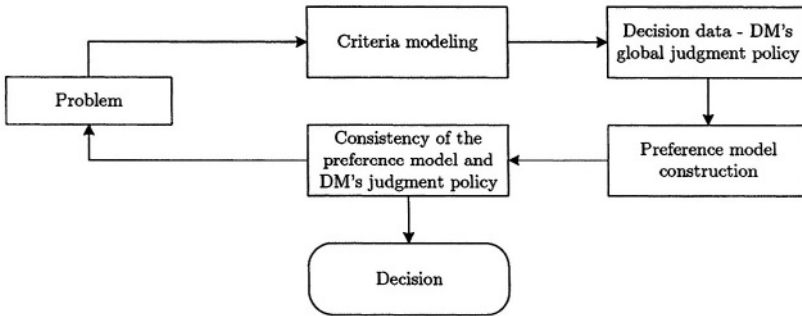 Criteria modeling
Decision data - DM's
global judgment policy
Problem
Consistency of the
preference model and
DM's judgment policy
Preference model
construction
Decision